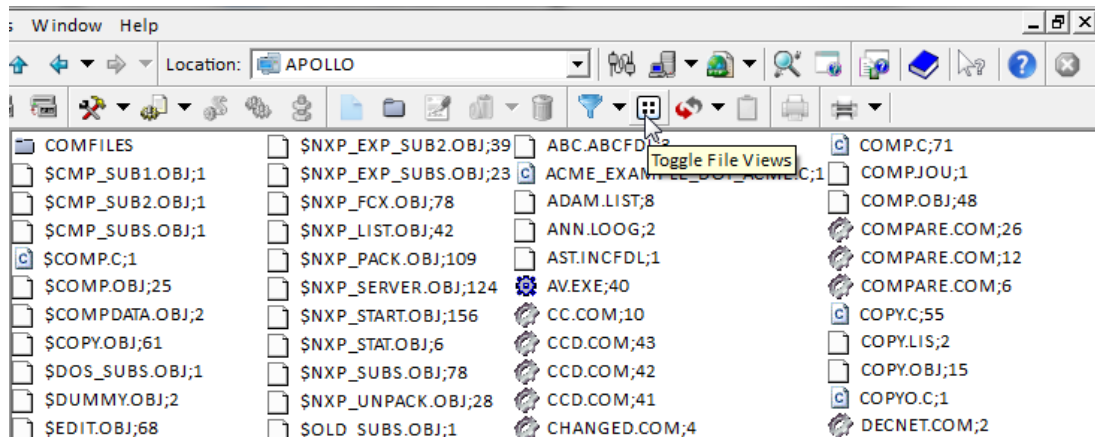 Window Help
Location: APOLLO
Toggle File Views
COMFILES
$CMP_SUB1.OBJ;1
$CMP_SUB2.OBJ;1
$CMP_SUBS.OBJ;1
$COMP.C;1
$COMP.OBJ;25
$COMPDATA.OBJ;2
$COPY.OBJ;61
$DOS_SUBS.OBJ;1
$DUMMY.OBJ;2
$EDIT.OBJ;68
$NXP_EXP_SUB2.OBJ;39
$NXP_EXP_SUBS.OBJ;23
$NXP_FCX.OBJ;78
$NXP_LIST.OBJ;42
$NXP_PACK.OBJ;109
$NXP_SERVER.OBJ;124
$NXP_START.OBJ;156
$NXP_STAT.OBJ;6
$NXP_SUBS.OBJ;78
$NXP_UNPACK.OBJ;28
$OLD_SUBS.OBJ;1
ABC.ABCFD
ADAM.LIST;8
ANN.LOOG;2
AST.INCFDL;1
AV.EXE;40
CC.COM;10
CCD.COM;43
CCD.COM;42
CCD.COM;41
CHANGED.COM;4
COMP.C;71
COMP.JOU;1
COMP.OBJ;48
COMPARE.COM;26
COMPARE.COM;12
COMPARE.COM;6
COPY.C;55
COPY.LIS;2
COPY.OBJ;15
COPYO.C;1
DECNET.COM;2